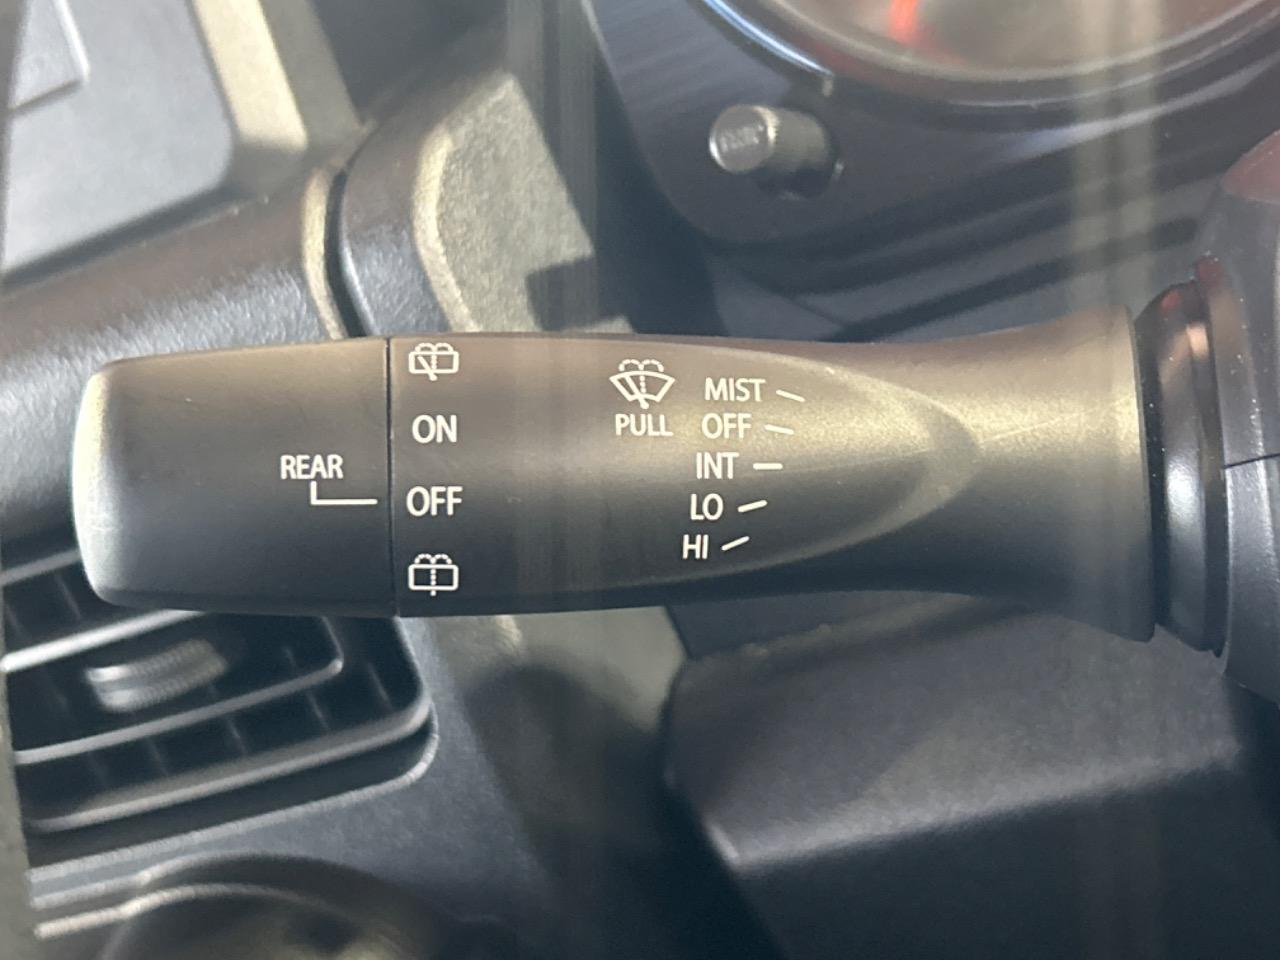 ON
REAR
OFF
PULL
MIST
OFF
INT
LO
HI